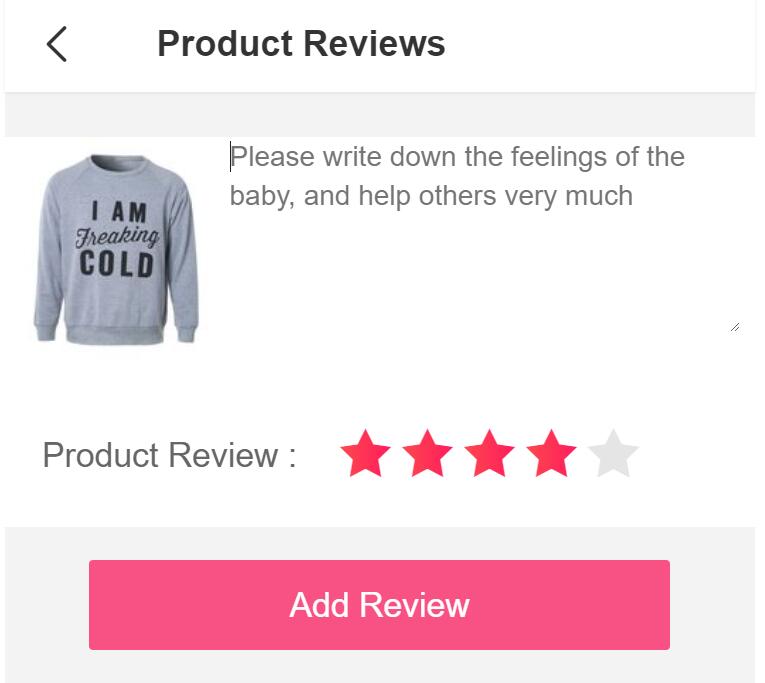 Product Reviews
Please write down the feelings of the
baby, and help others very much
I AM
Freaking
COLD
Product Review :
Add Review